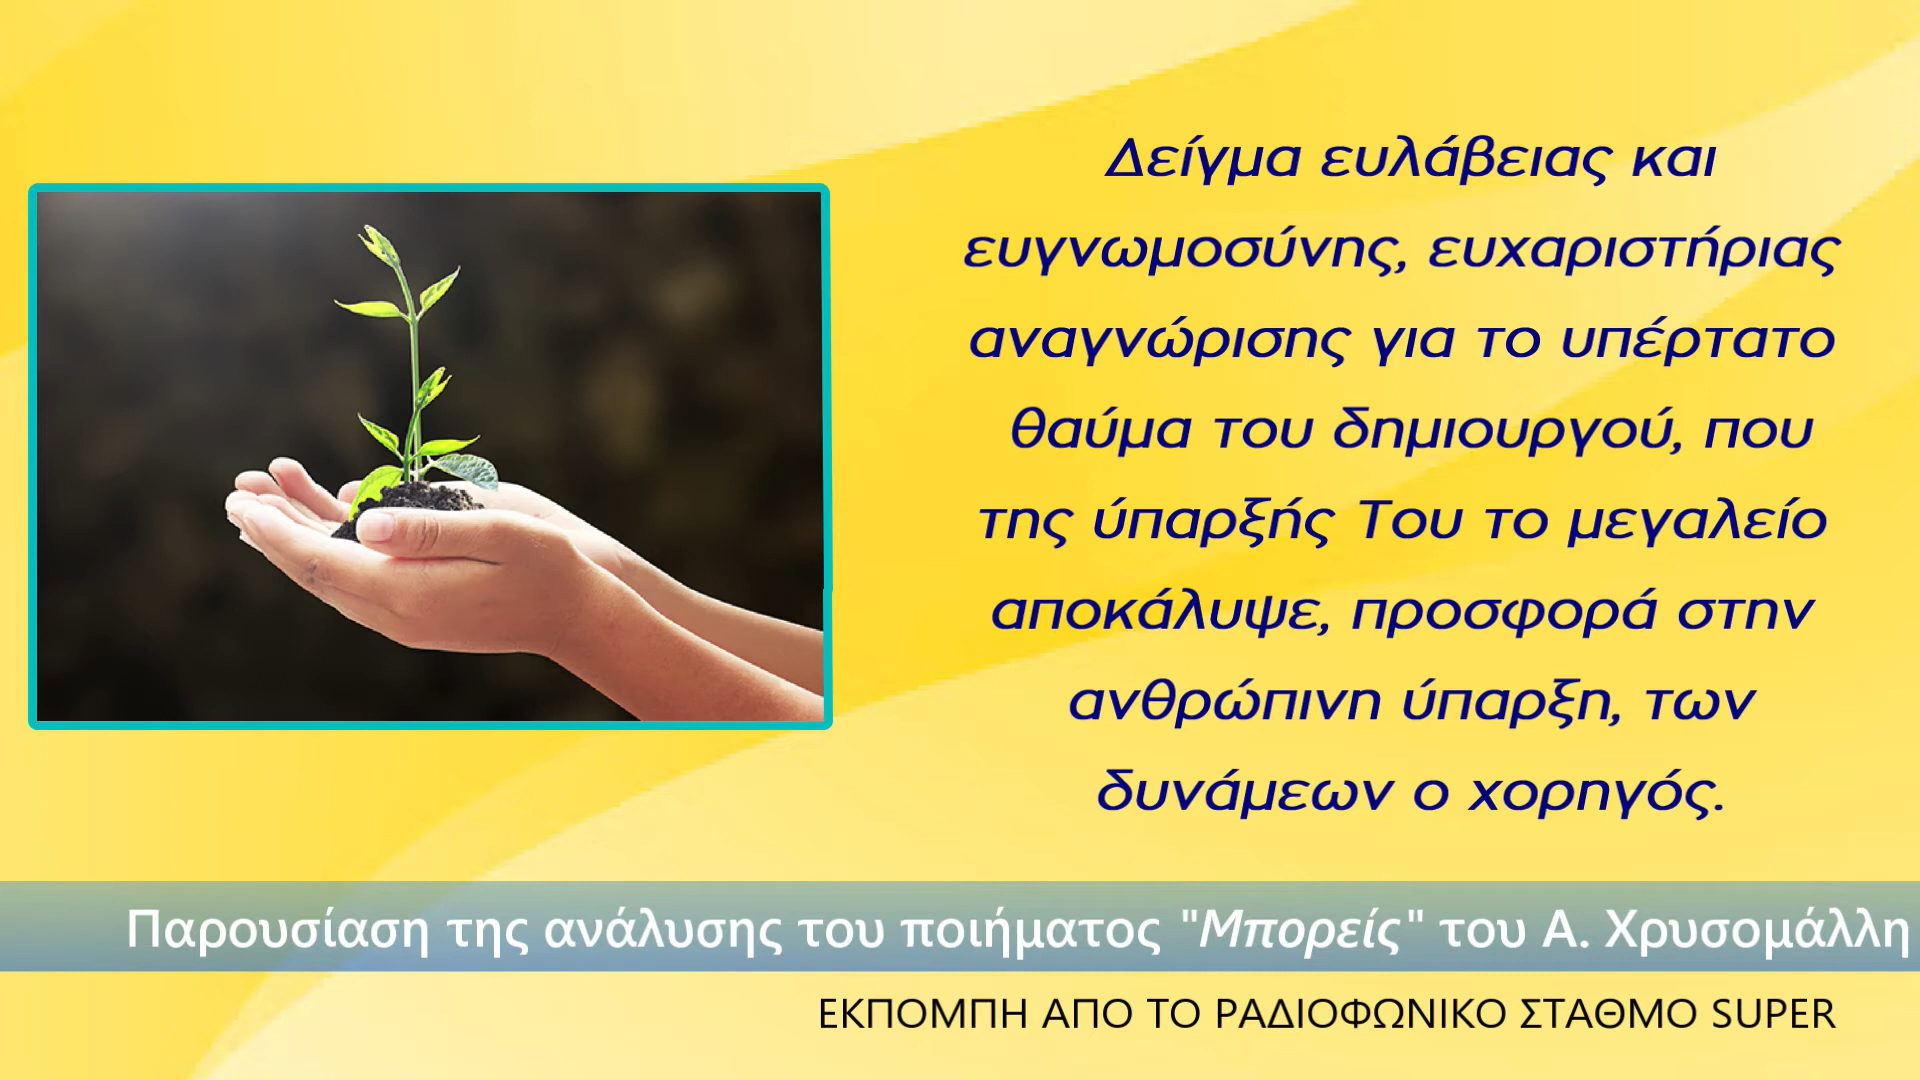 Δείγμα ευλάβειας και
ευγνωμοσύνης, ευχαριστήριας
αναγνώρισης για το υπέρτατο
θαύμα του δημιουργού, που
της ύπαρξής Του το μεγαλείο
αποκάλυψε, προσφορά στην
ανθρώπινη ύπαρξη, των
δυνάμεων ο χορηγός.
Παρουσίαση της ανάλυσης του ποιήματος "Μπορείς" του Α. Χρυσομάλλη
ΕΚΠΟΜΠΗ ΑΠΟ ΤΟ ΡΑΔΙΟΦΩΝΙΚΟ ΣΤΑΘΜΟ SUPER